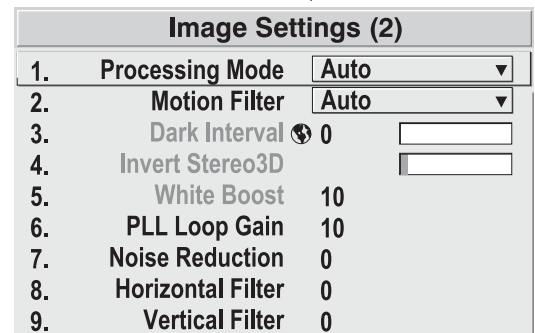 Image Settings (2)
1. Processing Mode Auto
2. Motion Filter Auto
3. Dark Interval 0
4. Invert Stereo3D
5. White Boost 10
6. PLL Loop Gain 10
7. Noise Reduction 0
8. Horizontal Filter 0
9. Vertical Filter 0